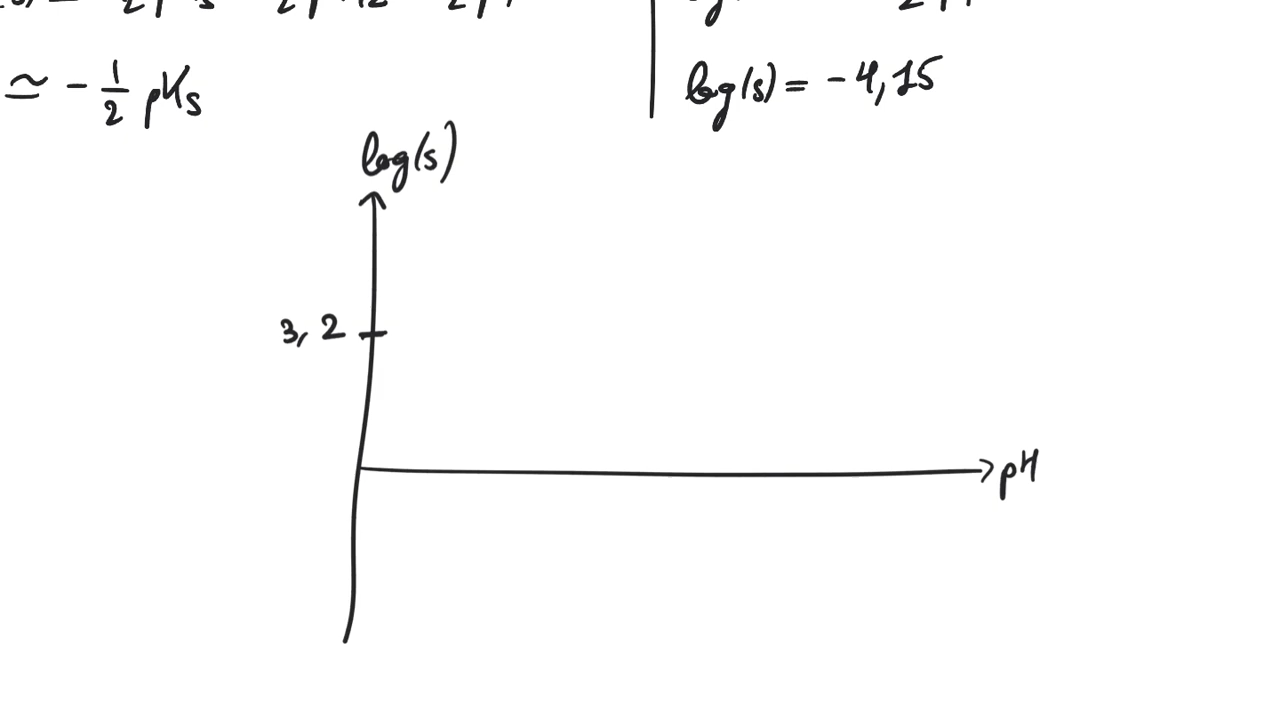 ≃ - 1/2 pKs
log(s) = - 4,15
log(s)
3, 2
pH